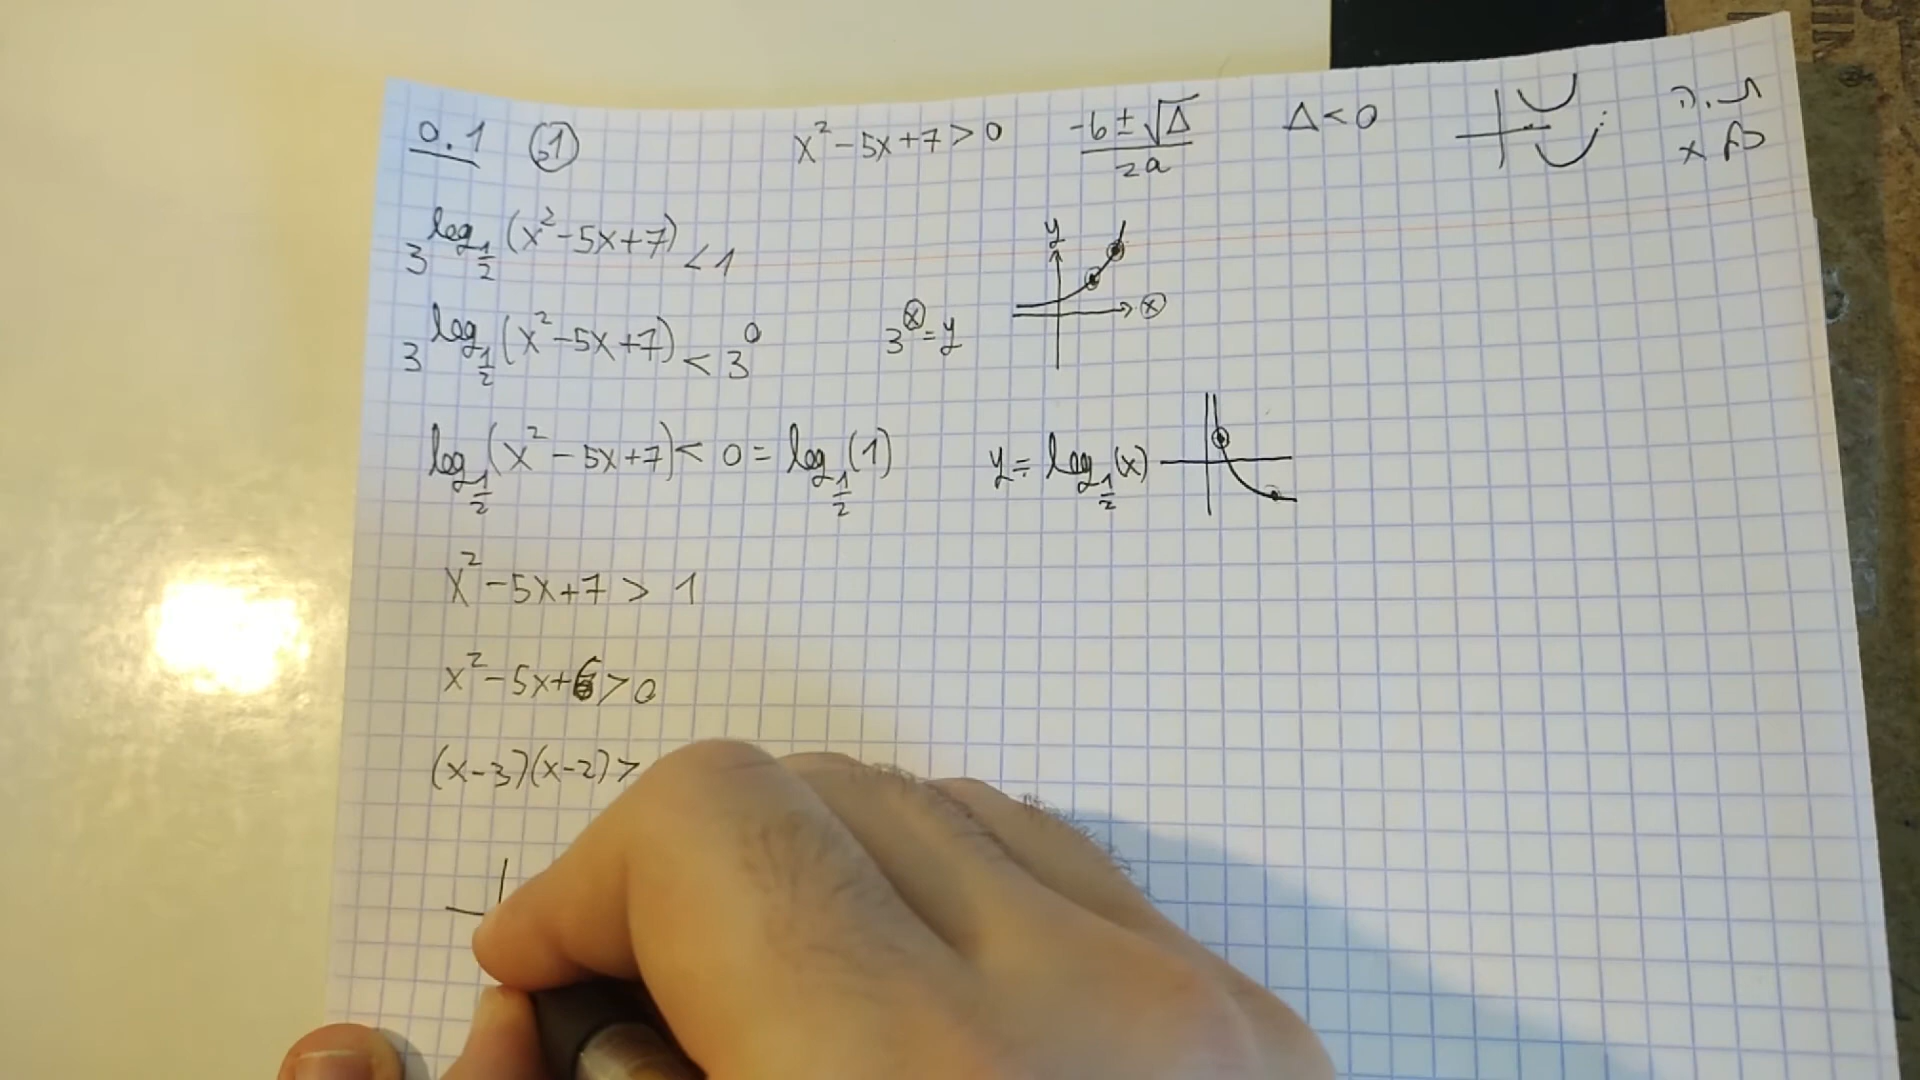 0.1 1 x²-5x+7>0 -b±√Δ/2a Δ<0 ת.ה
כל x
3^log_1/2(x²-5x+7)<1 y
3^log_1/2(x²-5x+7)<3^0 3^x=y x
log_1/2(x²-5x+7)<0=log_1/2(1) y=log_1/2(x)
x²-5x+7>1
x²-5x+6>0
(x-3)(x-2)>